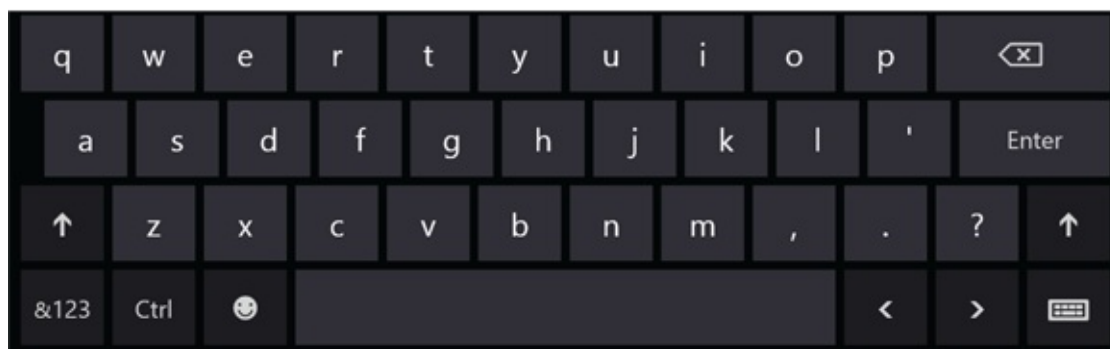 q w e r t y u i o p
a s d f g h j k l ' Enter
z x c v b n m , . ?
&123 Ctrl < >